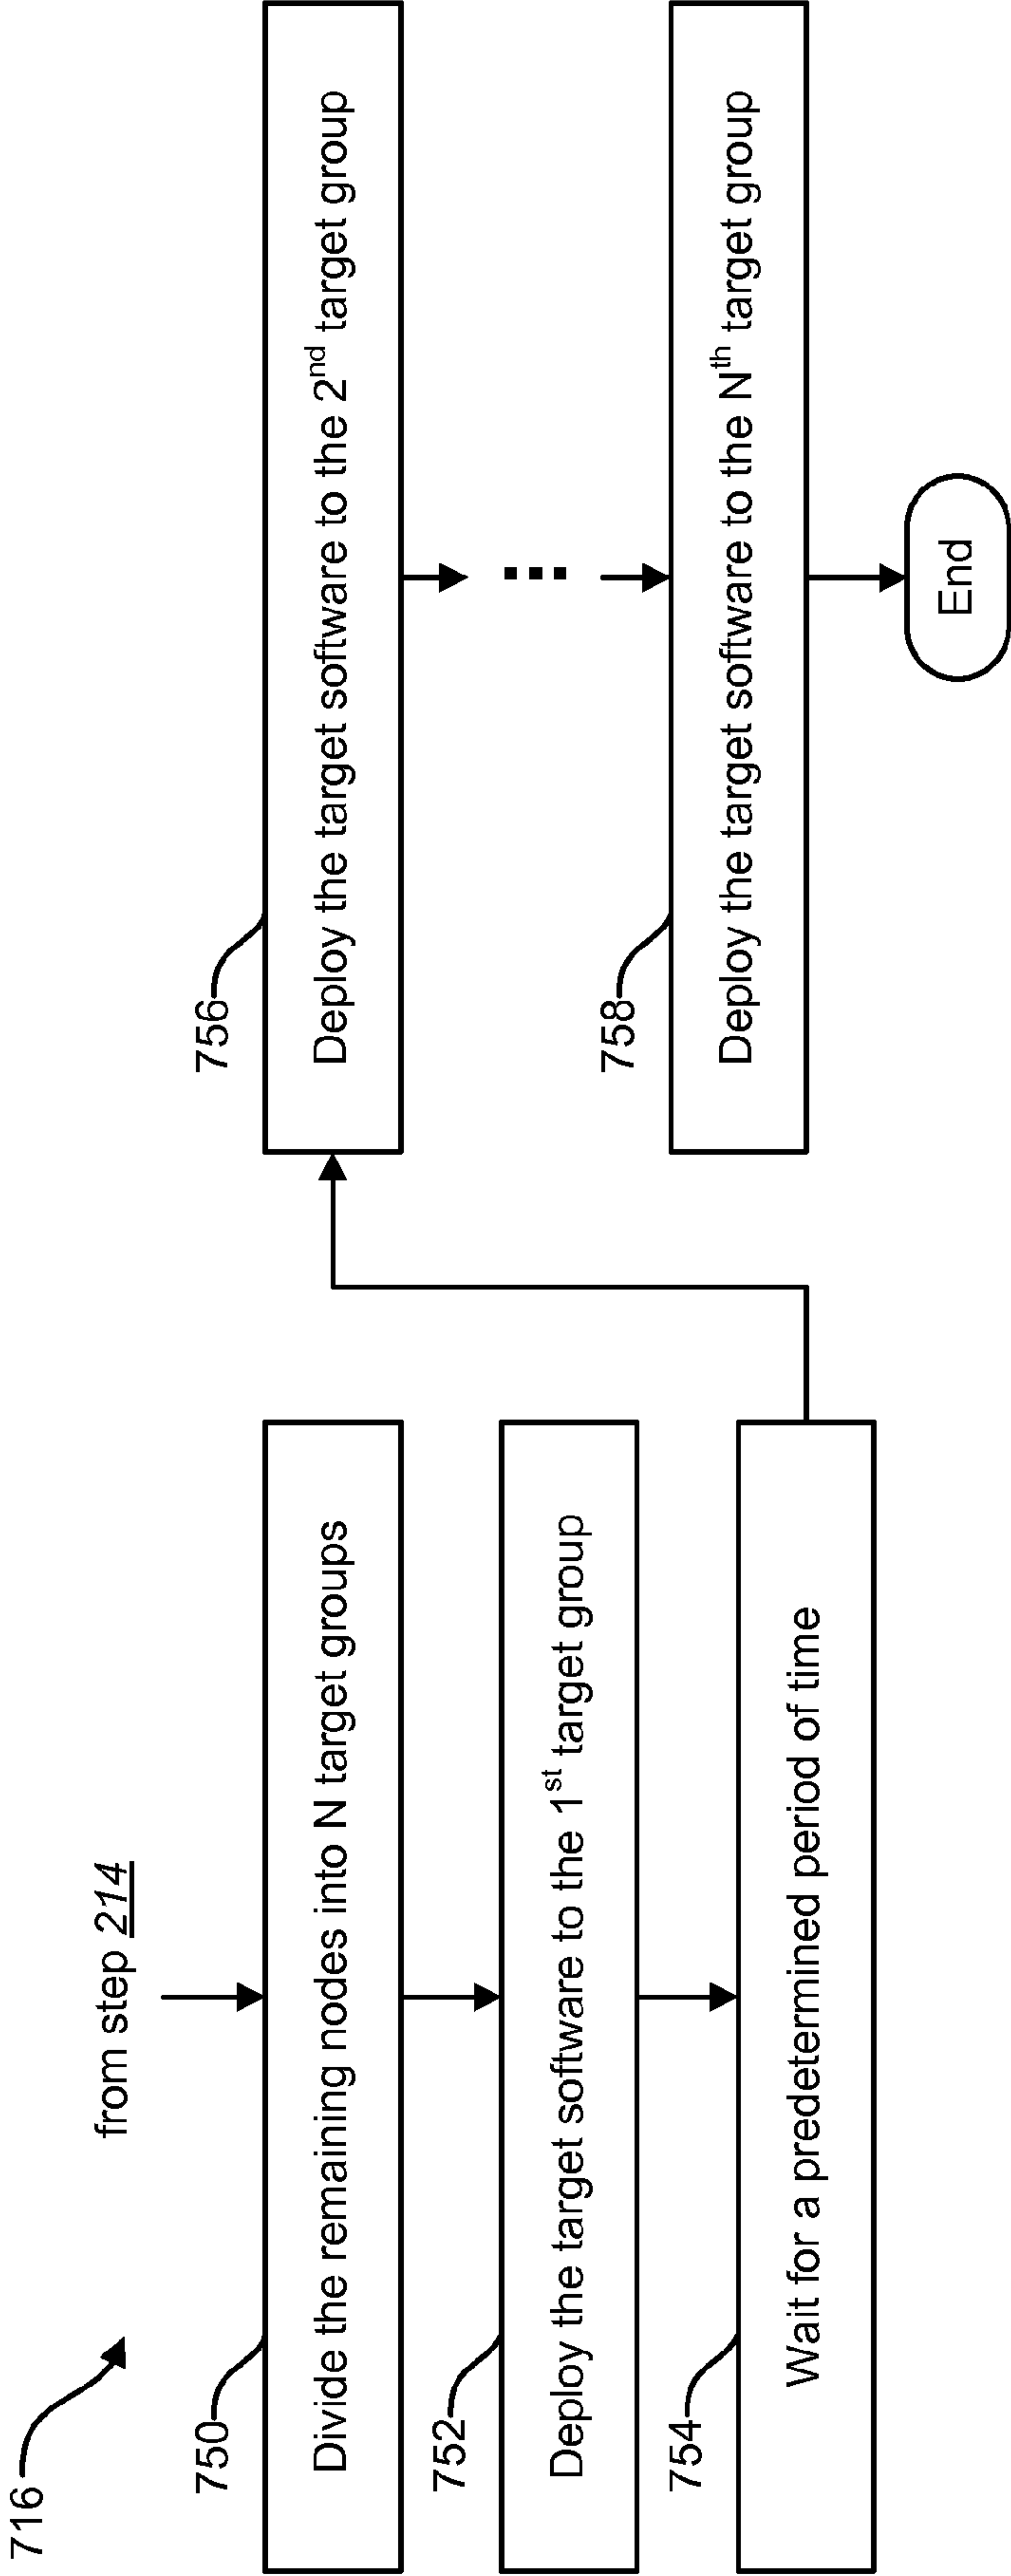 716
from step 214
750
Divide the remaining nodes into N target groups
752
Deploy the target software to the 1st target group
754
Wait for a predetermined period of time
756
Deploy the target software to the 2nd target group
758
Deploy the target software to the Nth target group
End